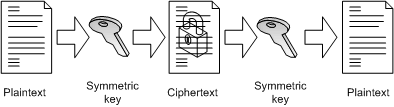 Plaintext
Symmetric
key
Ciphertext
Symmetric
key
Plaintext